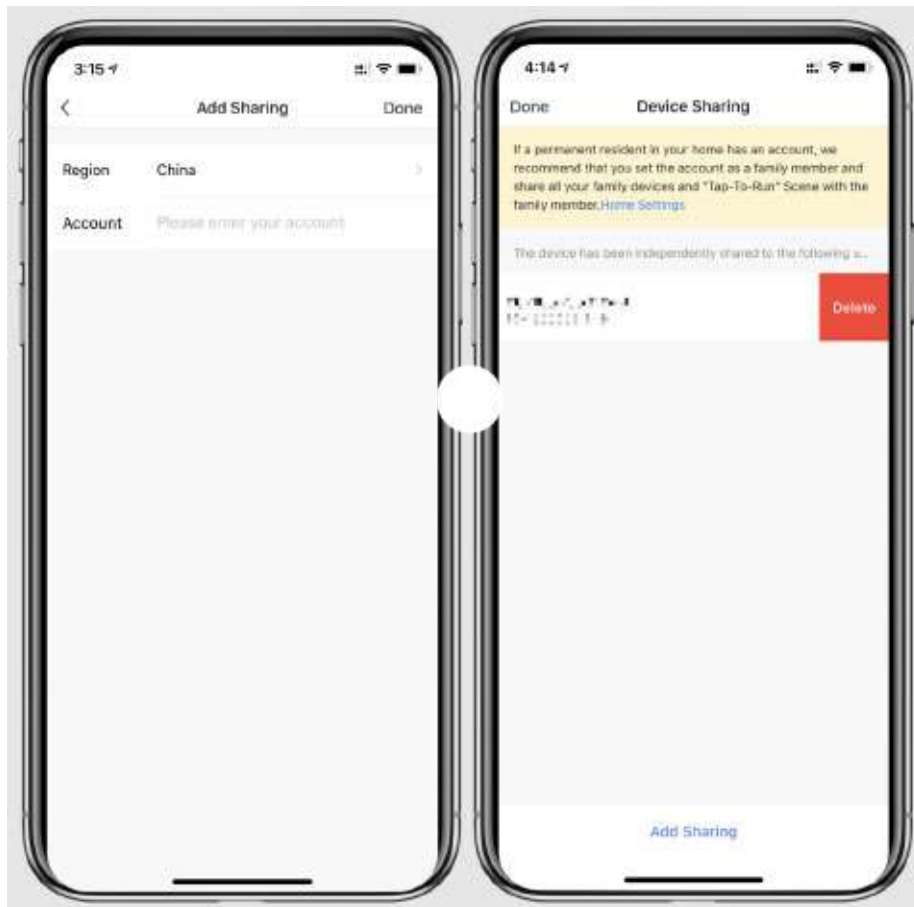 3:15
Add Sharing Done
Region China
Account Please enter your account
4:14
Done Device Sharing
If a permanent resident in your home has an account, we
recommend that you set the account as a family member and
share all your family devices and "Tap-To-Run" Scene with the
family member.Home Settings
The device has been independently shared to the following a...
Delete
Add Sharing